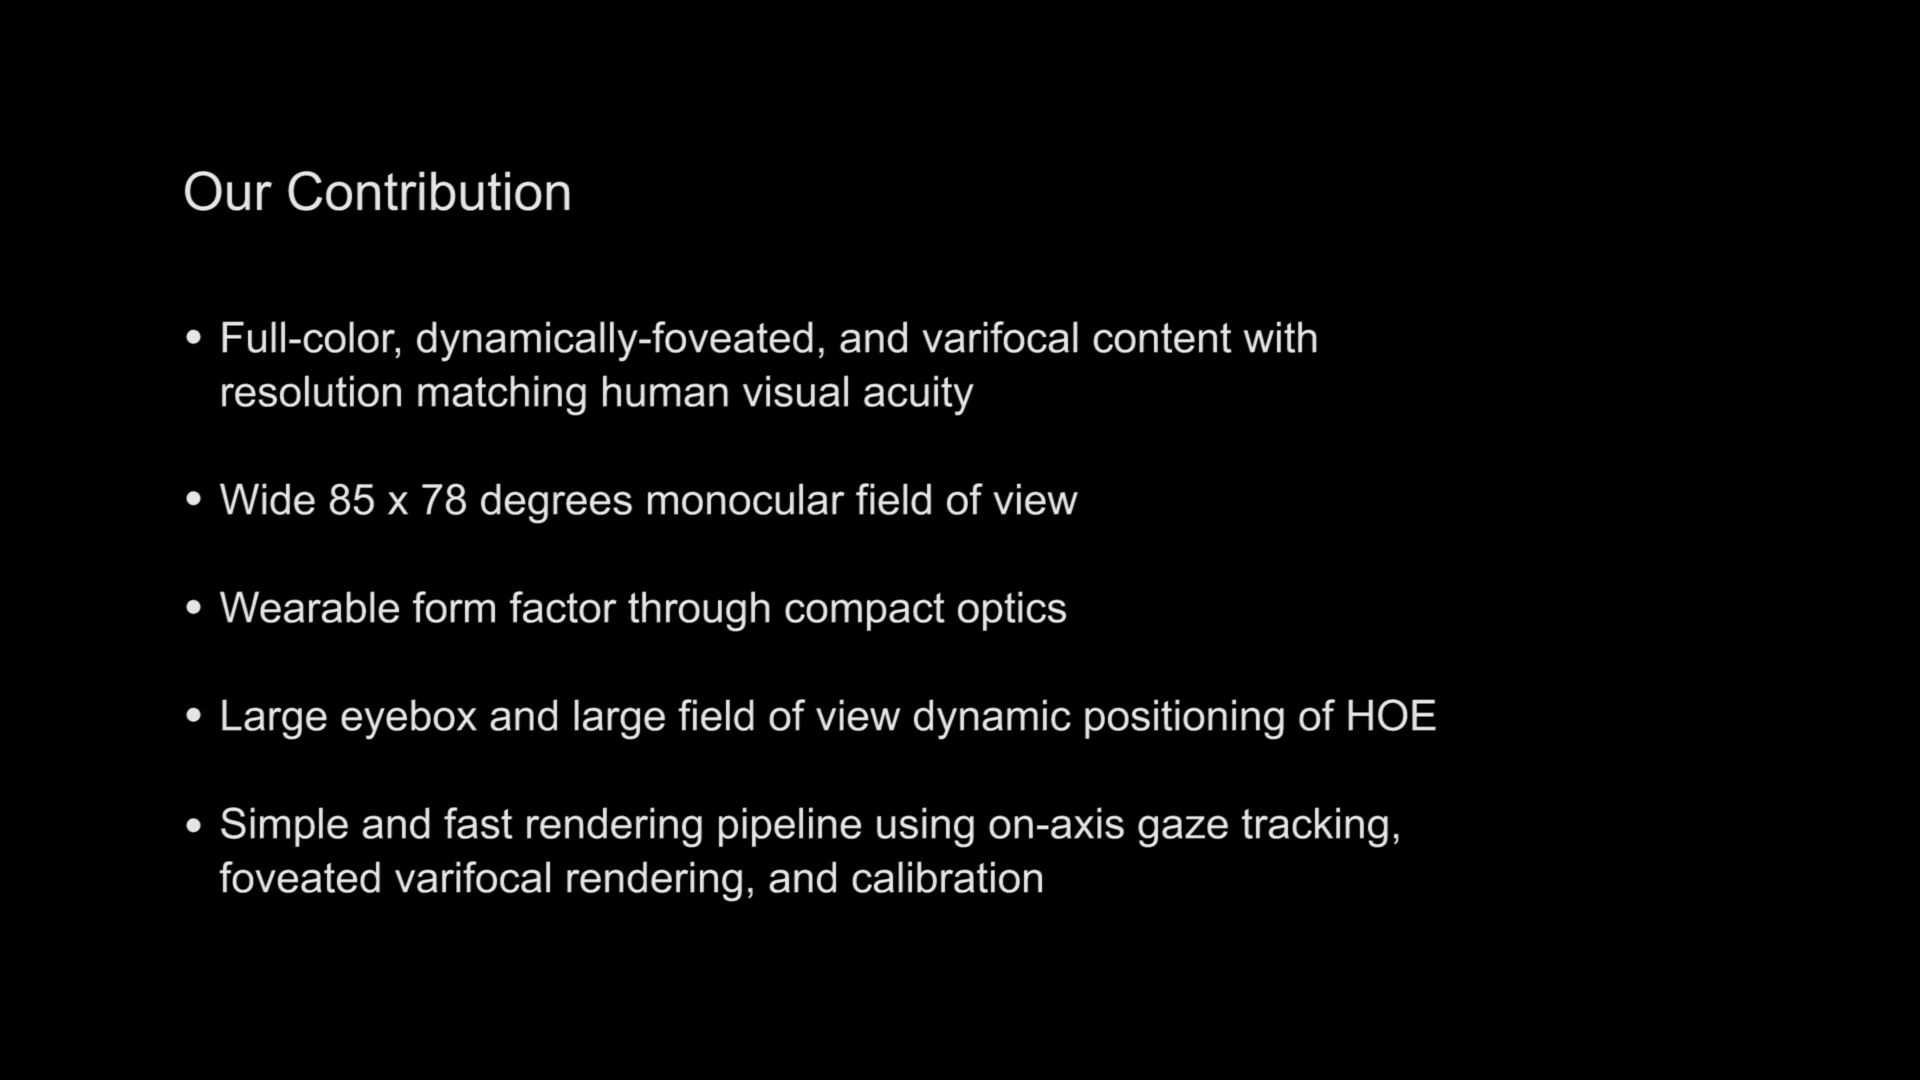 Our Contribution
• Full-color, dynamically-foveated, and varifocal content with
resolution matching human visual acuity
• Wide 85 x 78 degrees monocular field of view
• Wearable form factor through compact optics
• Large eyebox and large field of view dynamic positioning of HOE
• Simple and fast rendering pipeline using on-axis gaze tracking,
foveated varifocal rendering, and calibration